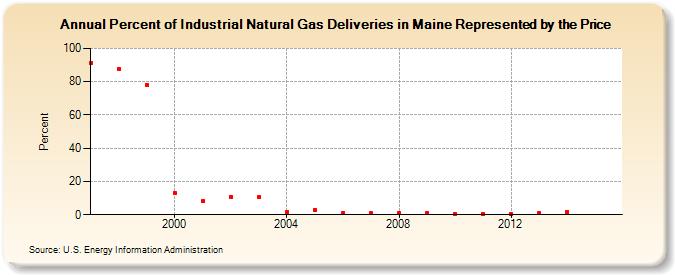 Annual Percent of Industrial Natural Gas Deliveries in Maine Represented by the Price
Percent
100
80
60
40
20
0
2000 2004 2008 2012
Source: U.S. Energy Information Administration